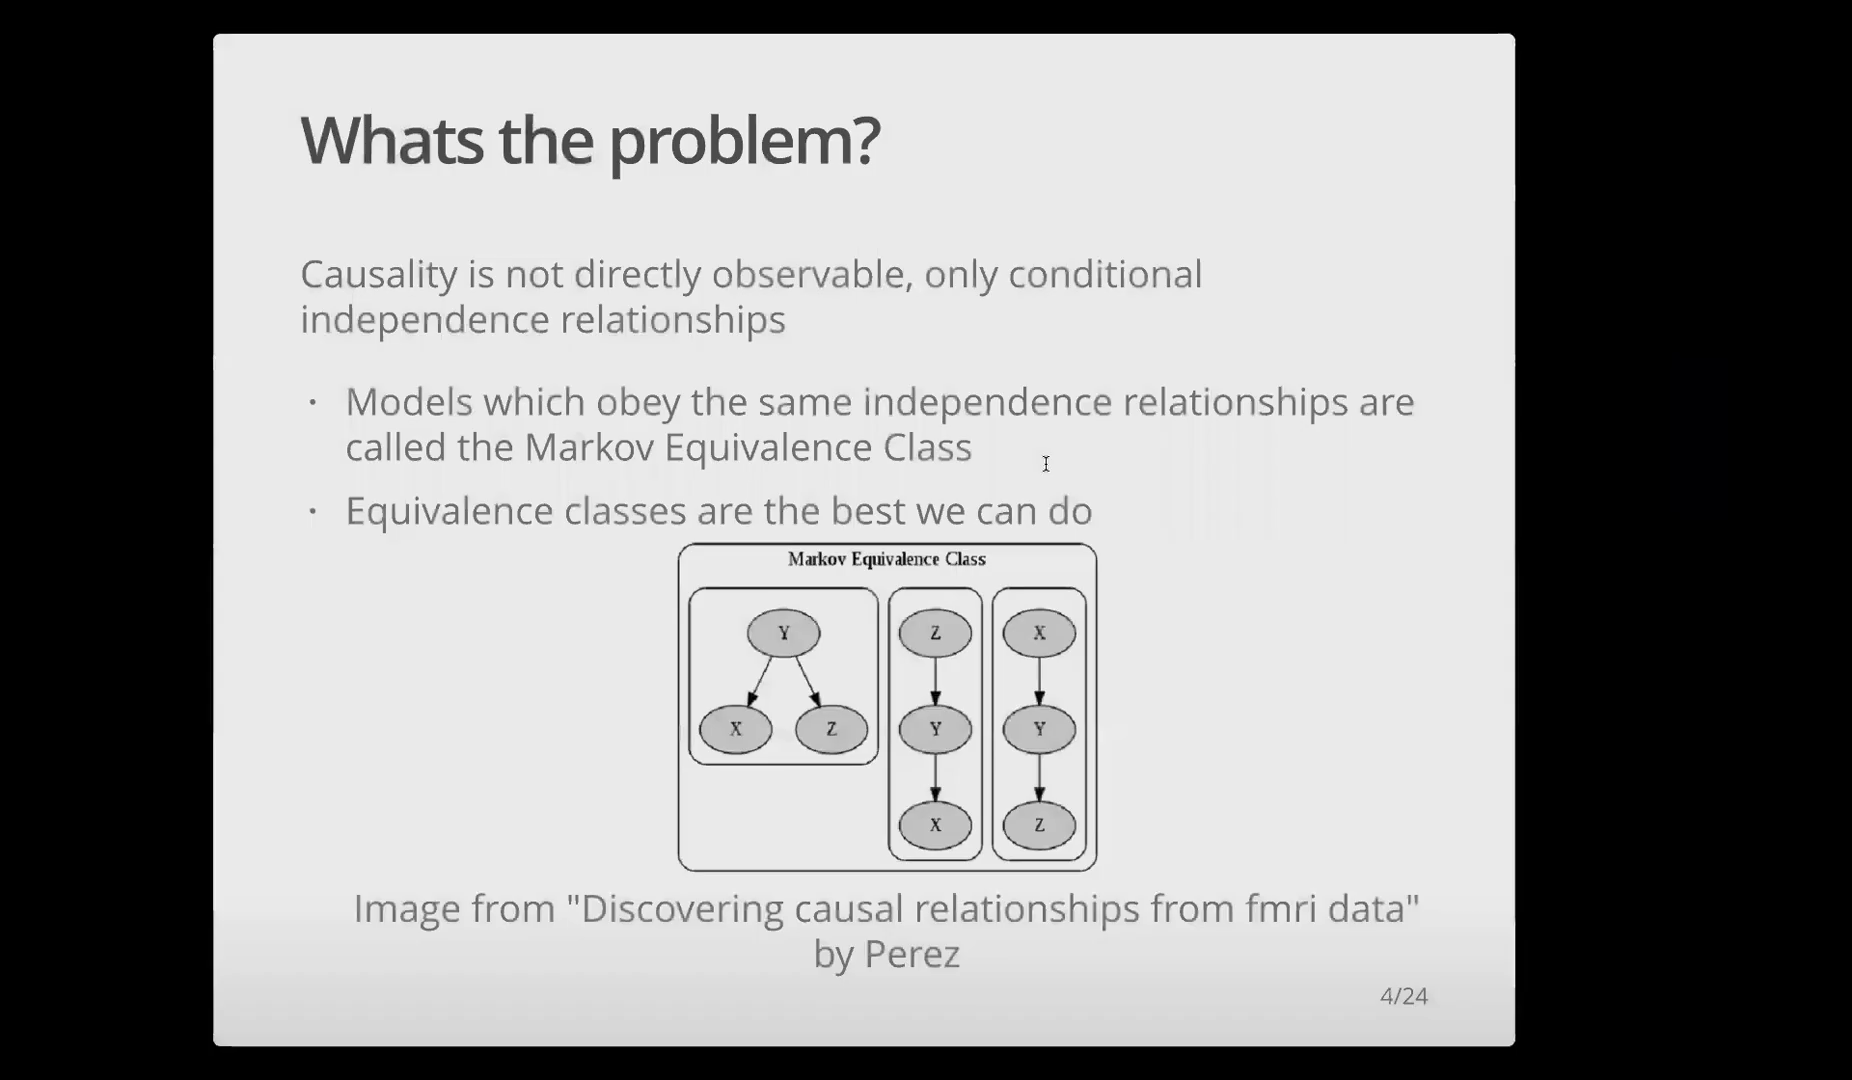 Whats the problem?
Causality is not directly observable, only conditional
independence relationships
· Models which obey the same independence relationships are
called the Markov Equivalence Class
· Equivalence classes are the best we can do
Markov Equivalence Class
Y
X Z
Z
Y
X
X
Y
Z
Image from "Discovering causal relationships from fmri data"
by Perez
4/24